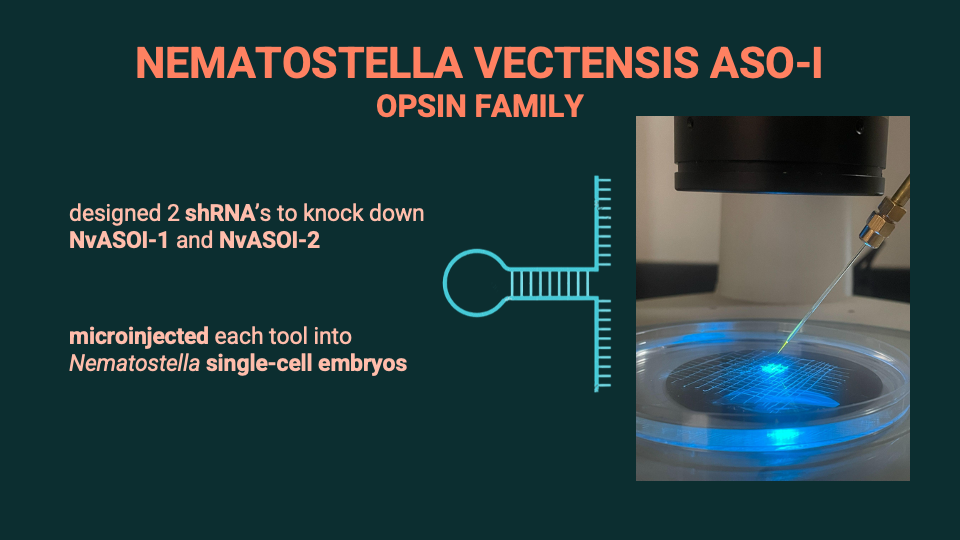 NEMATOSTELLA VECTENSIS ASO-I
OPSIN FAMILY
designed 2 shRNA's to knock down
NvASOI-1 and NvASOI-2
microinjected each tool into
Nematostella single-cell embryos